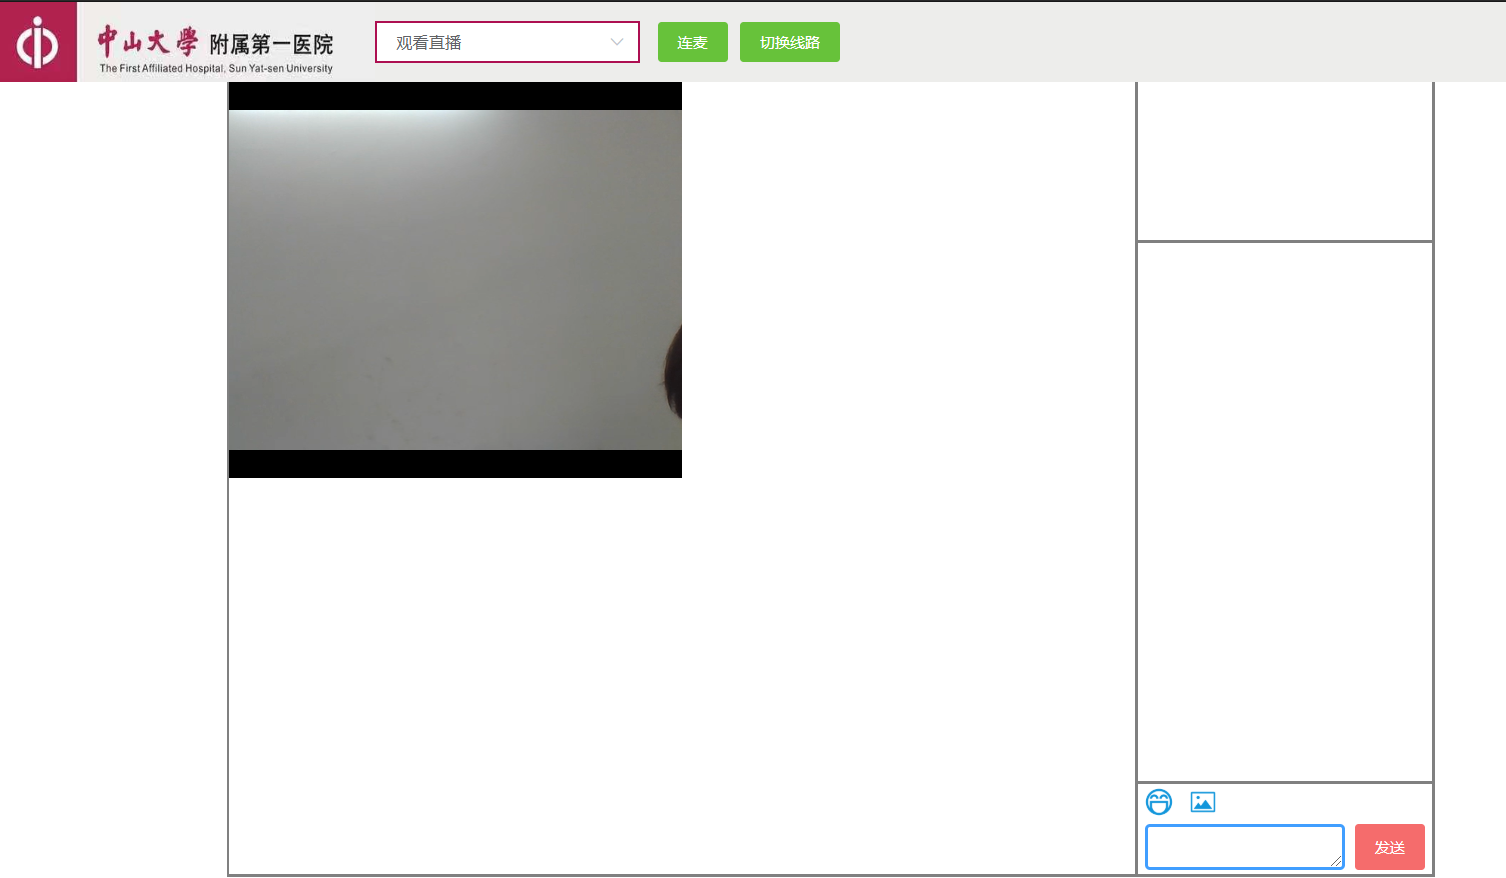 中山大學 附属第一医院
The First Affiliated Hospital, Sun Yat-sen University
观看直播
连麦
切换线路
发送